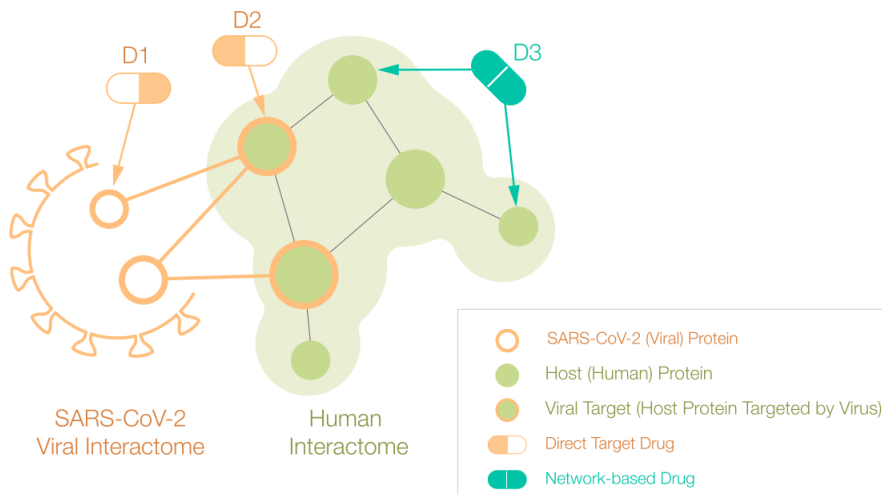 D1
D2
D3
SARS-CoV-2
Viral Interactome
Human
Interactome
SARS-CoV-2 (Viral) Protein
Host (Human) Protein
Viral Target (Host Protein Targeted by Virus)
Direct Target Drug
Network-based Drug